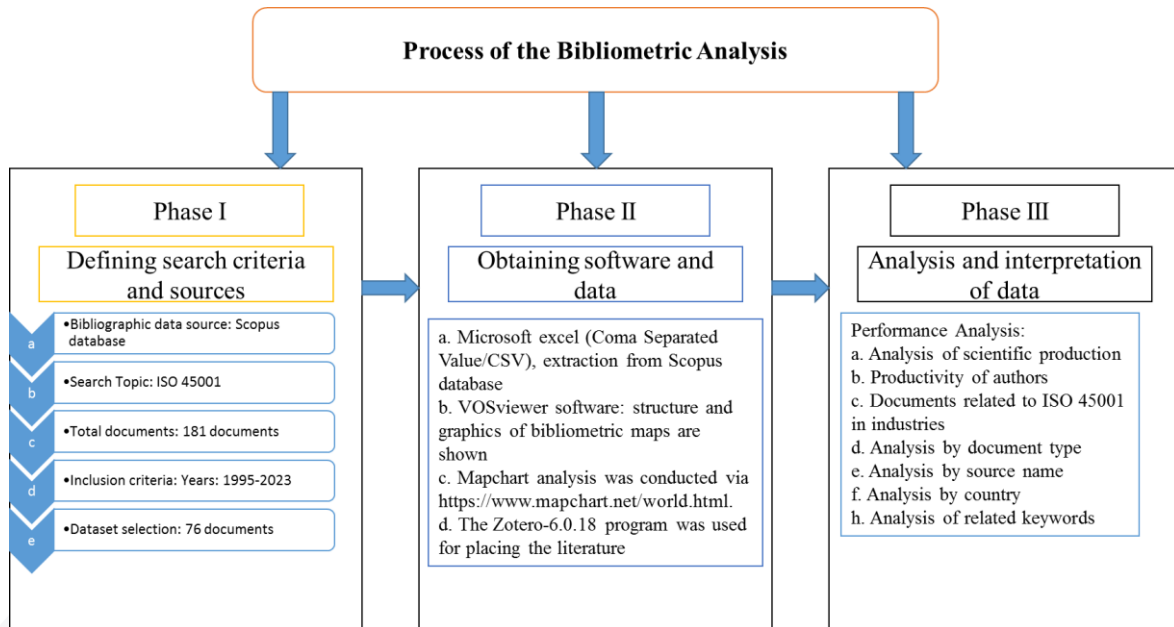 Process of the Bibliometric Analysis
Phase I
Defining search criteria
and sources
a
•Bibliographic data source: Scopus
database
b
•Search Topic: ISO 45001
c
•Total documents: 181 documents
d
•Inclusion criteria: Years: 1995-2023
e
•Dataset selection: 76 documents
Phase II
Obtaining software and
data
a. Microsoft excel (Coma Separated
Value/CSV), extraction from Scopus
database
b. VOSviewer software: structure and
graphics of bibliometric maps are
shown
c. Mapchart analysis was conducted via
https://www.mapchart.net/world.html.
d. The Zotero-6.0.18 program was used
for placing the literature
Phase III
Analysis and interpretation
of data
Performance Analysis:
a. Analysis of scientific production
b. Productivity of authors
c. Documents related to ISO 45001
in industries
d. Analysis by document type
e. Analysis by source name
f. Analysis by country
h. Analysis of related keywords